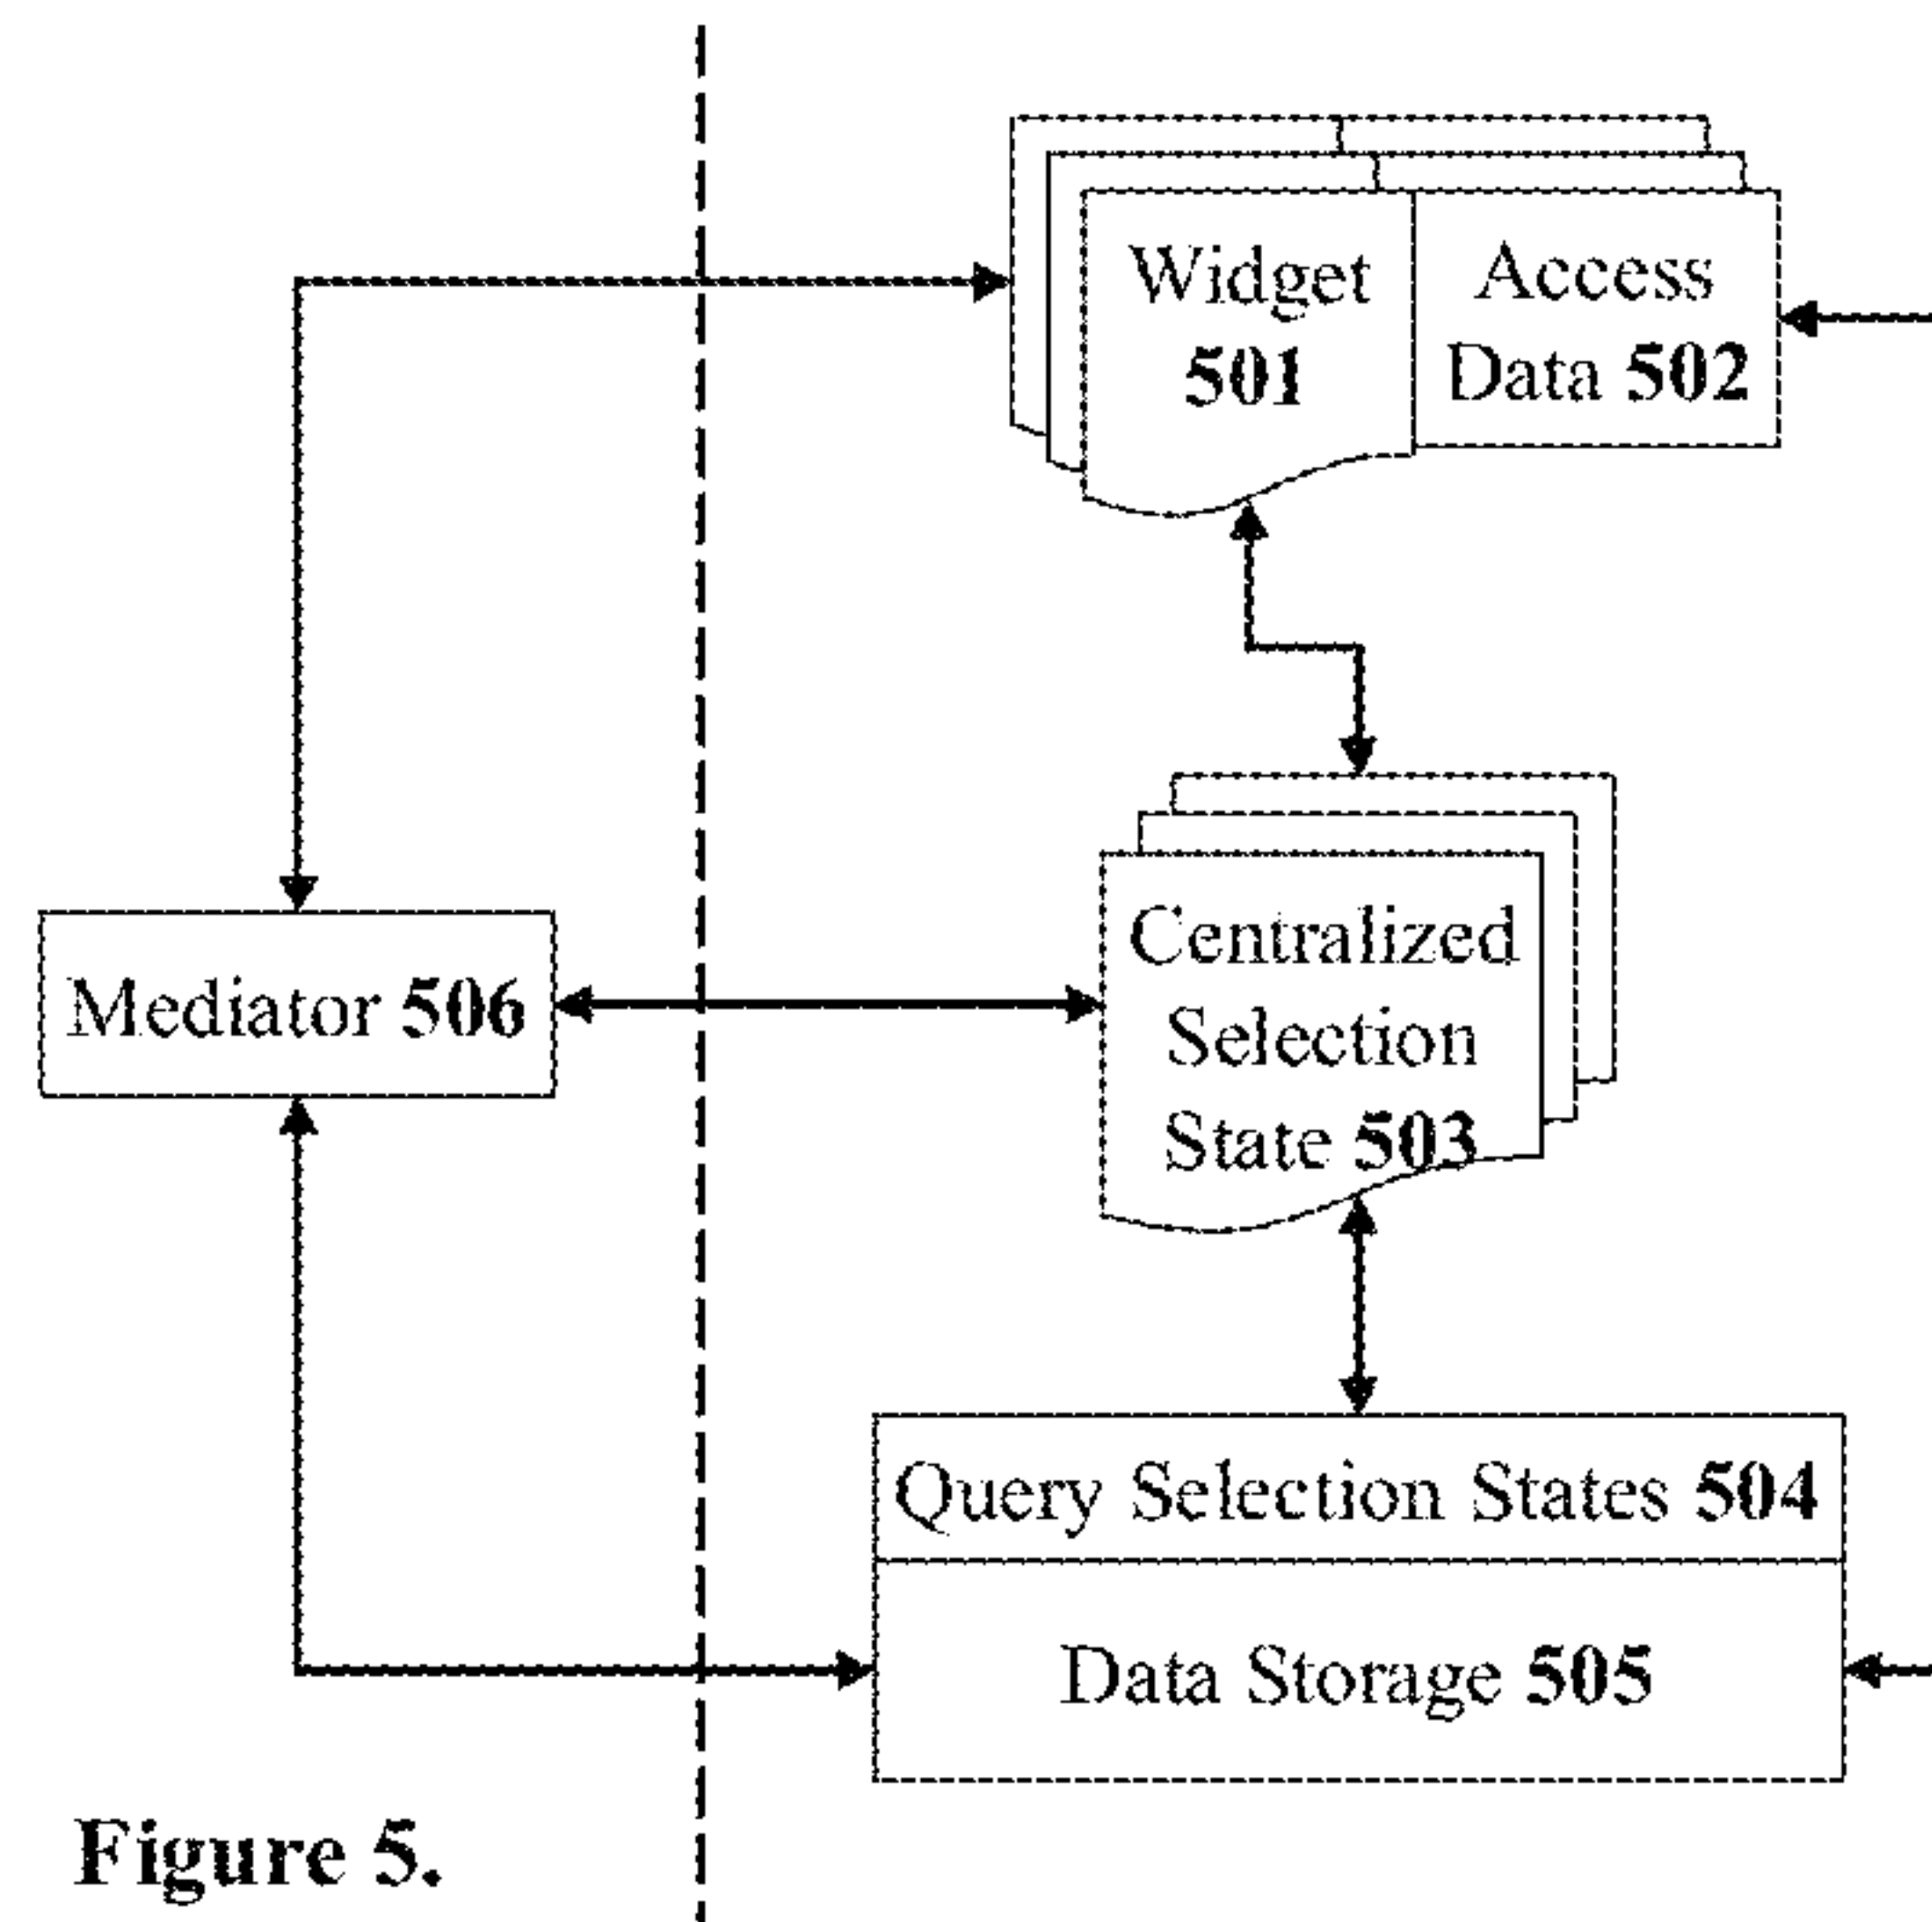 Widget
501
Access
Data 502
Mediator 506
Centralized
Selection
State 503
Query Selection States 504
Data Storage 505
Figure 5.